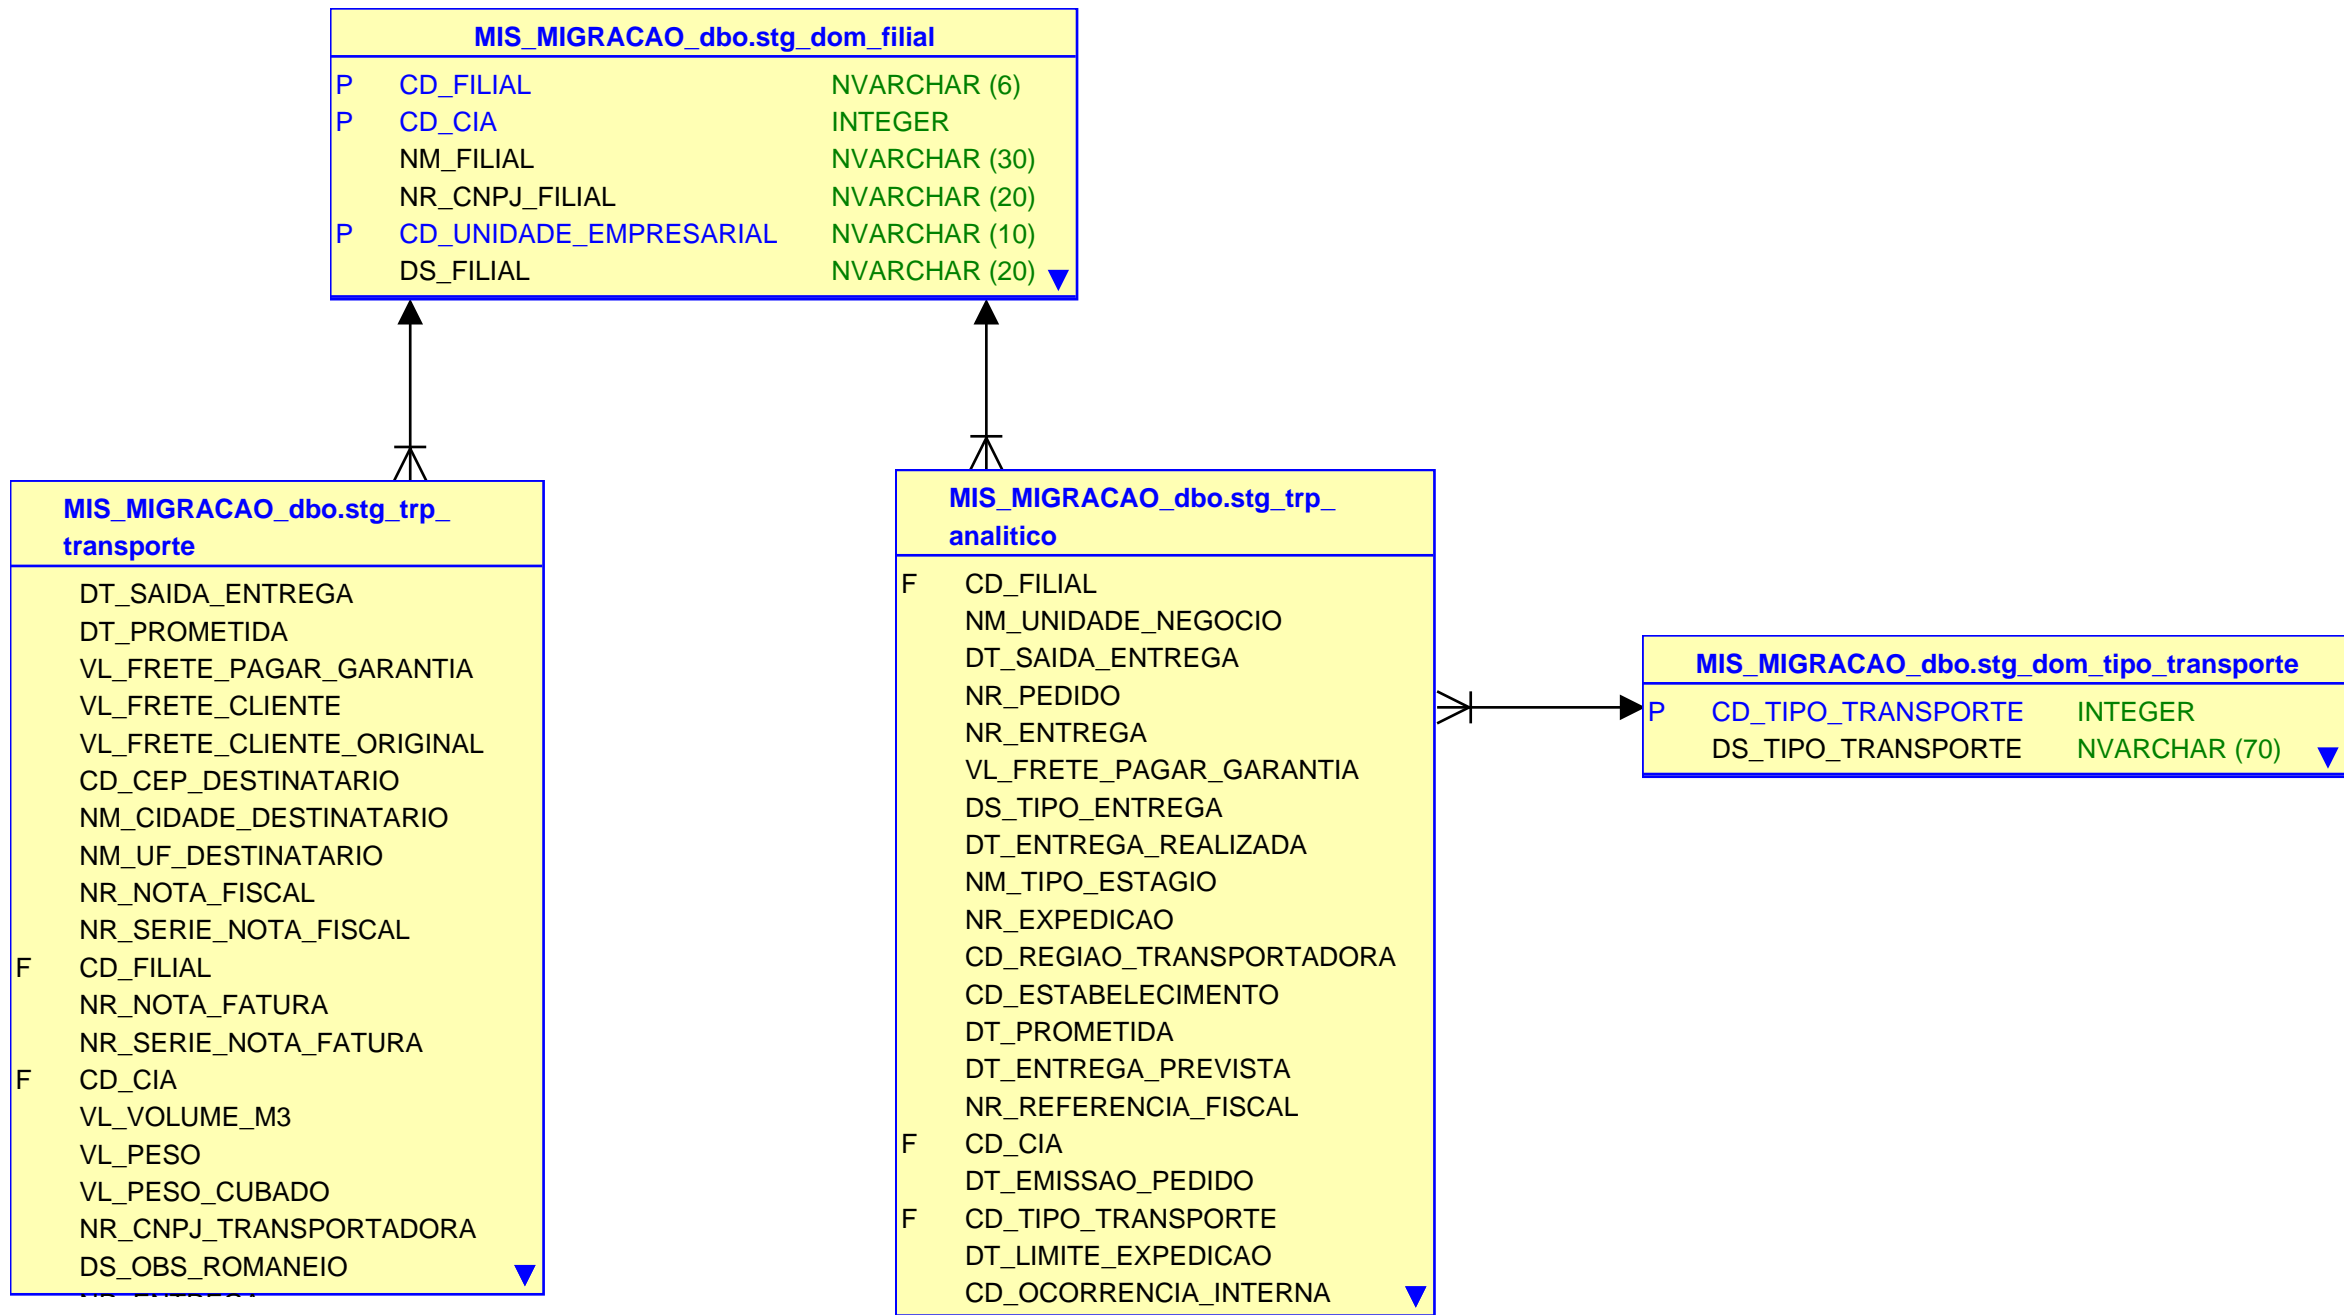 MIS_MIGRACAO_dbo.stg_dom_filial
P CD_FILIAL NVARCHAR (6)
P CD_CIA INTEGER
NM_FILIAL NVARCHAR (30)
NR_CNPJ_FILIAL NVARCHAR (20)
P CD_UNIDADE_EMPRESARIAL NVARCHAR (10)
DS_FILIAL NVARCHAR (20)
MIS_MIGRACAO_dbo.stg_trp_
transporte
DT_SAIDA_ENTREGA
DT_PROMETIDA
VL_FRETE_PAGAR_GARANTIA
VL_FRETE_CLIENTE
VL_FRETE_CLIENTE_ORIGINAL
CD_CEP_DESTINATARIO
NM_CIDADE_DESTINATARIO
NM_UF_DESTINATARIO
NR_NOTA_FISCAL
NR_SERIE_NOTA_FISCAL
F CD_FILIAL
NR_NOTA_FATURA
NR_SERIE_NOTA_FATURA
F CD_CIA
VL_VOLUME_M3
VL_PESO
VL_PESO_CUBADO
NR_CNPJ_TRANSPORTADORA
DS_OBS_ROMANEIO
MIS_MIGRACAO_dbo.stg_trp_
analitico
F CD_FILIAL
NM_UNIDADE_NEGOCIO
DT_SAIDA_ENTREGA
NR_PEDIDO
NR_ENTREGA
VL_FRETE_PAGAR_GARANTIA
DS_TIPO_ENTREGA
DT_ENTREGA_REALIZADA
NM_TIPO_ESTAGIO
NR_EXPEDICAO
CD_REGIAO_TRANSPORTADORA
CD_ESTABELECIMENTO
DT_PROMETIDA
DT_ENTREGA_PREVISTA
NR_REFERENCIA_FISCAL
F CD_CIA
DT_EMISSAO_PEDIDO
F CD_TIPO_TRANSPORTE
DT_LIMITE_EXPEDICAO
CD_OCORRENCIA_INTERNA
MIS_MIGRACAO_dbo.stg_dom_tipo_transporte
P CD_TIPO_TRANSPORTE INTEGER
DS_TIPO_TRANSPORTE NVARCHAR (70)